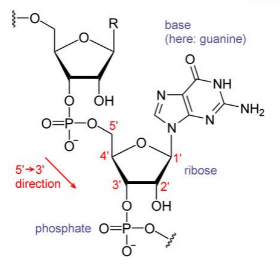 R
base
(here: guanine)
O
O
O
O
OH
N
NH
O=P–O
5'
N
N
NH₂
O⁻
O
5'→3'
direction
4'
1'
ribose
3'
2'
O
OH
phosphate
O=P–O
O⁻